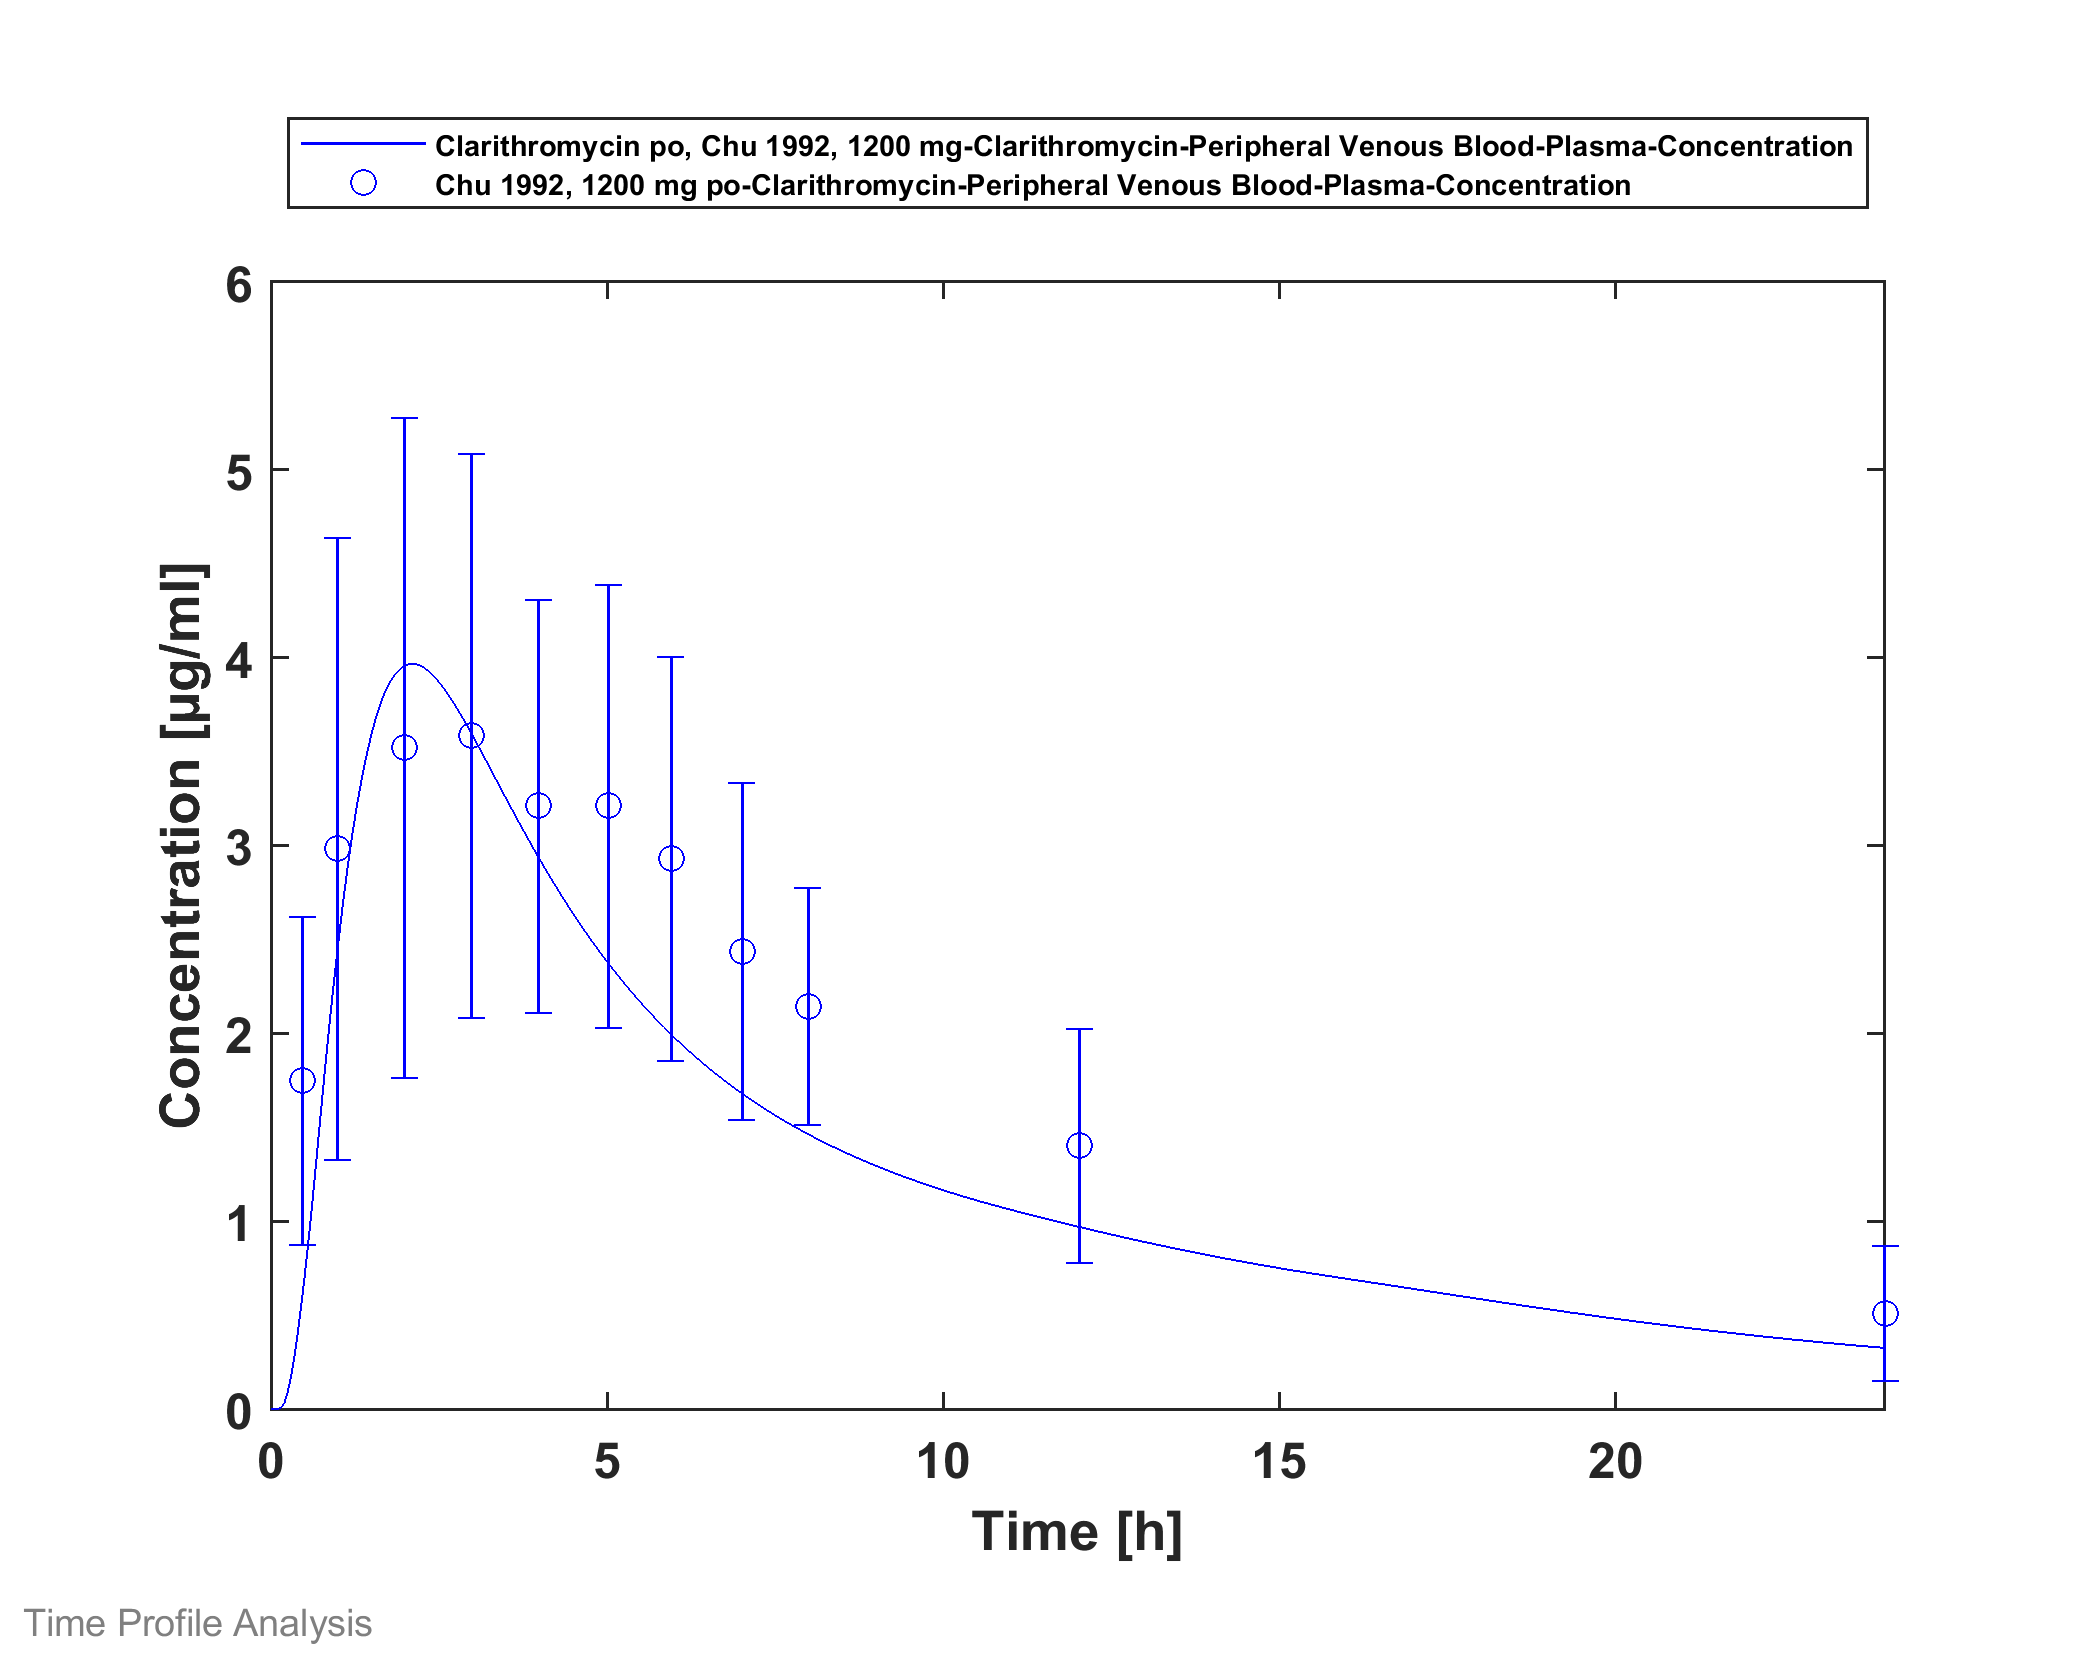 Clarithromycin po, Chu 1992, 1200 mg-Clarithromycin-Peripheral Venous Blood-Plasma-Concentration
Chu 1992, 1200 mg po-Clarithromycin-Peripheral Venous Blood-Plasma-Concentration
6
5
4
3
2
1
0
Concentration [µg/ml]
0 5 10 15 20
Time [h]
Time Profile Analysis